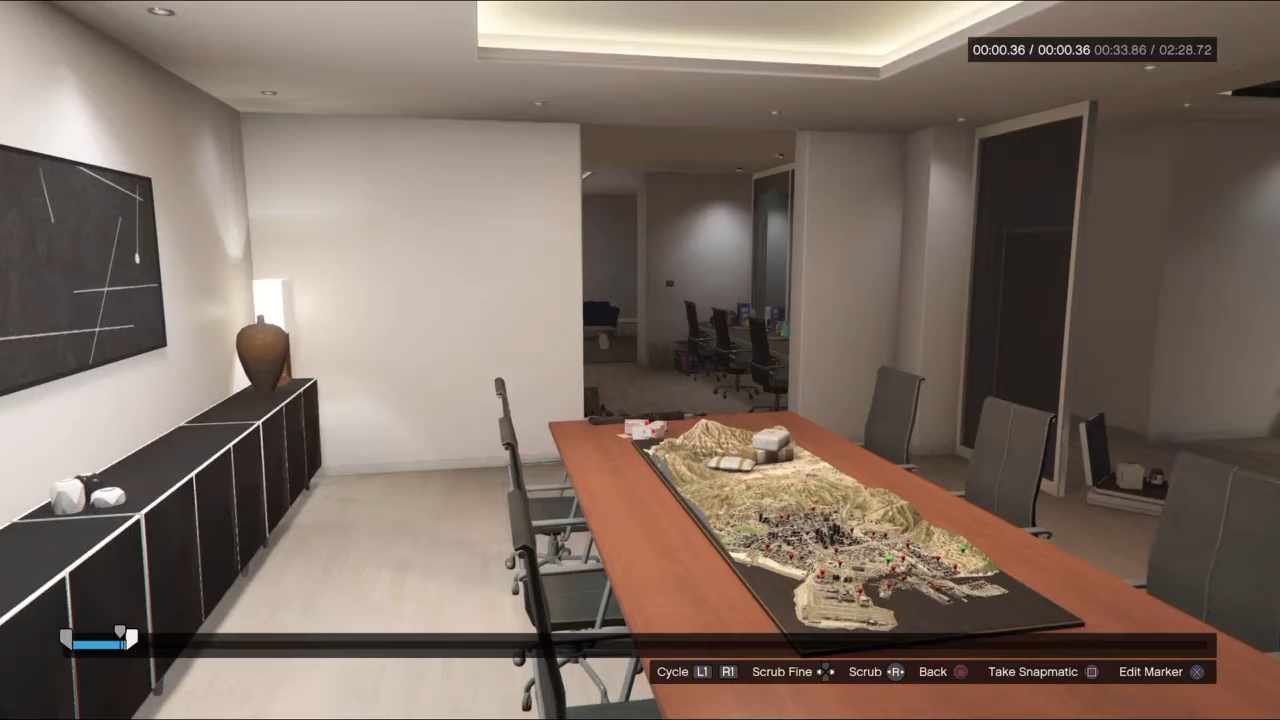 00:00.36 / 00:00.36 00:33.86 / 02:28.72
Cycle L1 R1 Scrub Fine Scrub R Back Take Snapmatic Edit Marker